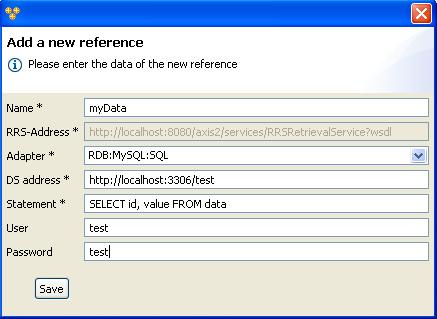 Add a new reference
Please enter the data of the new reference
Name * myData
RRS-Address * http://localhost:8080/axis2/services/RRSRetrievalService?wsdl
Adapter * RDB:MySQL:SQL
DS address * http://localhost:3306/test
Statement * SELECT id, value FROM data
User test
Password test
Save